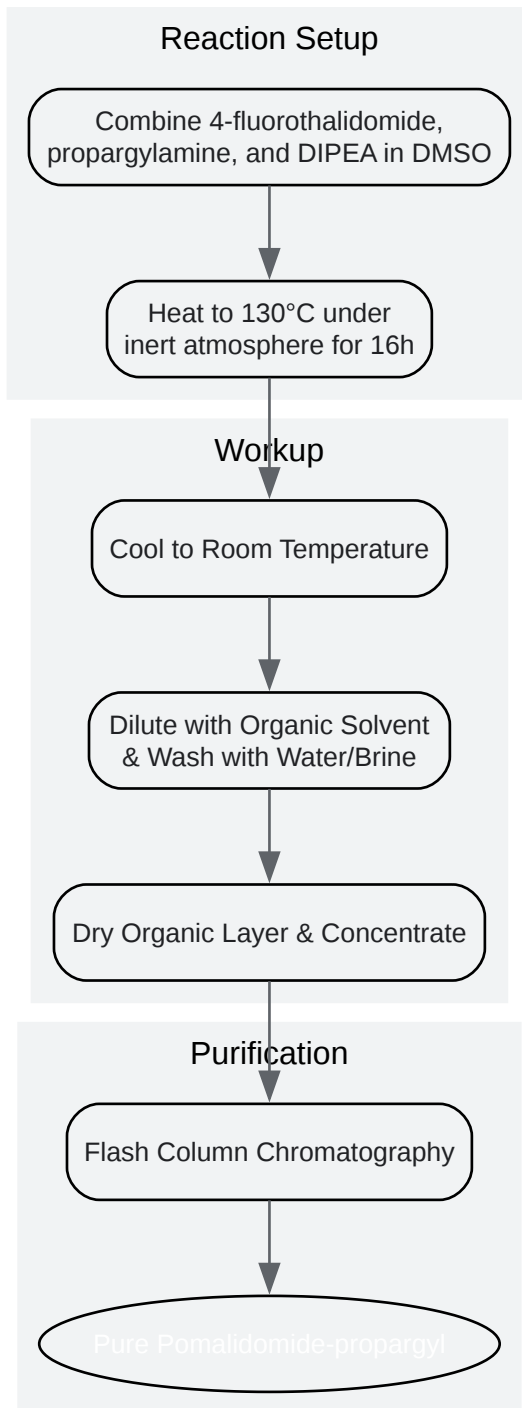 Reaction Setup
Combine 4-fluorothalidomide,
propargylamine, and DIPEA in DMSO
Heat to 130°C under
inert atmosphere for 16h
Workup
Cool to Room Temperature
Dilute with Organic Solvent
& Wash with Water/Brine
Dry Organic Layer & Concentrate
Purification
Flash Column Chromatography
Pure Pomalidomide-propargyl